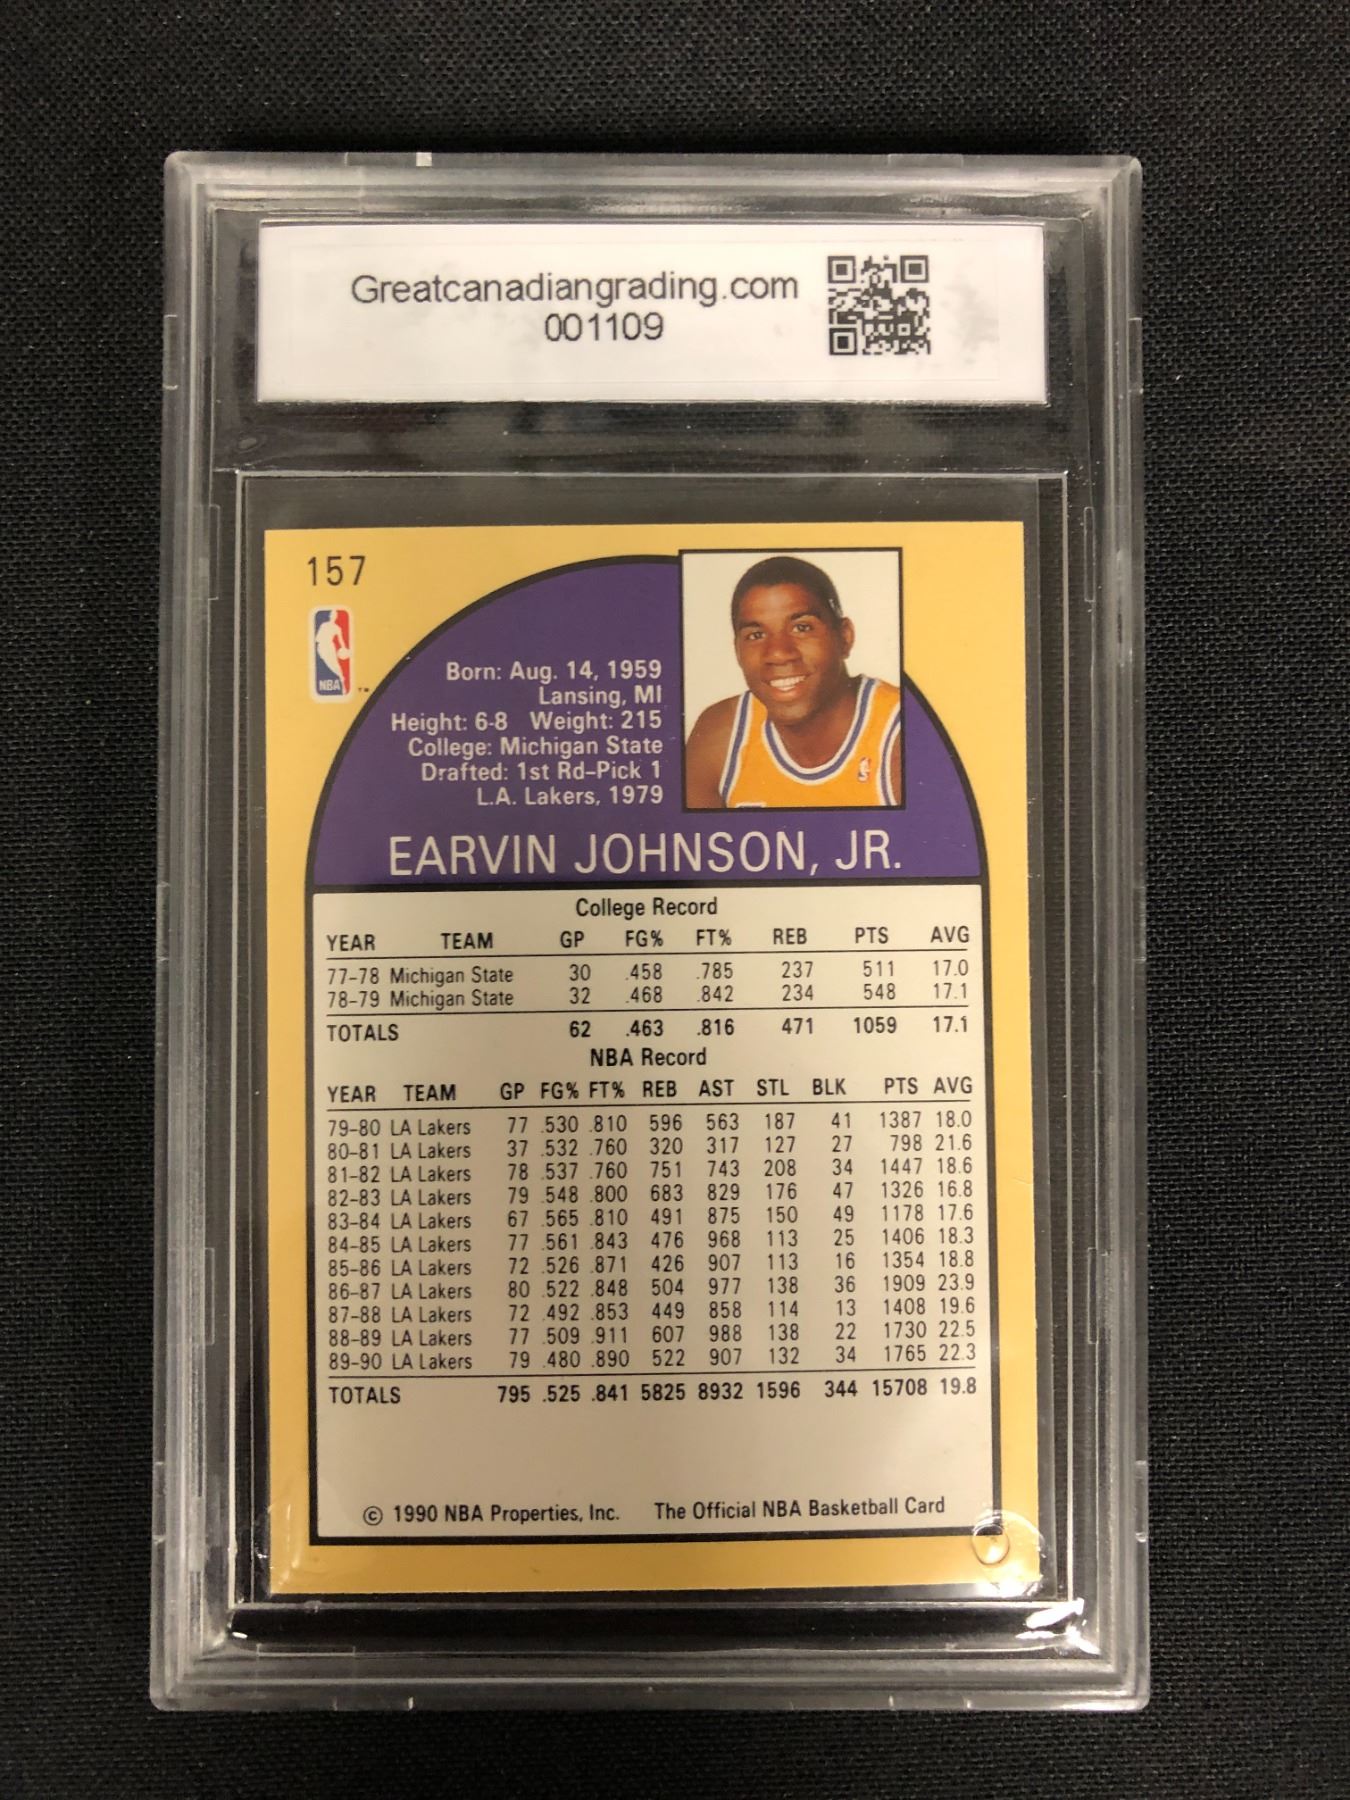 Greatcanadiangrading.com
001109
157
NBA
™
Born: Aug. 14, 1959
Lansing, MI
Height: 6-8 Weight: 215
College: Michigan State
Drafted: 1st Rd–Pick 1
L.A. Lakers, 1979
EARVIN JOHNSON, JR.
College Record
YEAR TEAM GP FG% FT% REB PTS AVG
77–78 Michigan State 30 .458 .785 237 511 17.0
78–79 Michigan State 32 .468 .842 234 548 17.1
TOTALS 62 .463 .816 471 1059 17.1
NBA Record
YEAR TEAM GP FG% FT% REB AST STL BLK PTS AVG
79–80 LA Lakers 77 .530 .810 596 563 187 41 1387 18.0
80–81 LA Lakers 37 .532 .760 320 317 127 27 798 21.6
81–82 LA Lakers 78 .537 .760 751 743 208 34 1447 18.6
82–83 LA Lakers 79 .548 .800 683 829 176 47 1326 16.8
83–84 LA Lakers 67 .565 .810 491 875 150 49 1178 17.6
84–85 LA Lakers 77 .561 .843 476 968 113 25 1406 18.3
85–86 LA Lakers 72 .526 .871 426 907 113 16 1354 18.8
86–87 LA Lakers 80 .522 .848 504 977 138 36 1909 23.9
87–88 LA Lakers 72 .492 .853 449 858 114 13 1408 19.6
88–89 LA Lakers 77 .509 .911 607 988 138 22 1730 22.5
89–90 LA Lakers 79 .480 .890 522 907 132 34 1765 22.3
TOTALS 795 .525 .841 5825 8932 1596 344 15708 19.8
© 1990 NBA Properties, Inc. The Official NBA Basketball Card